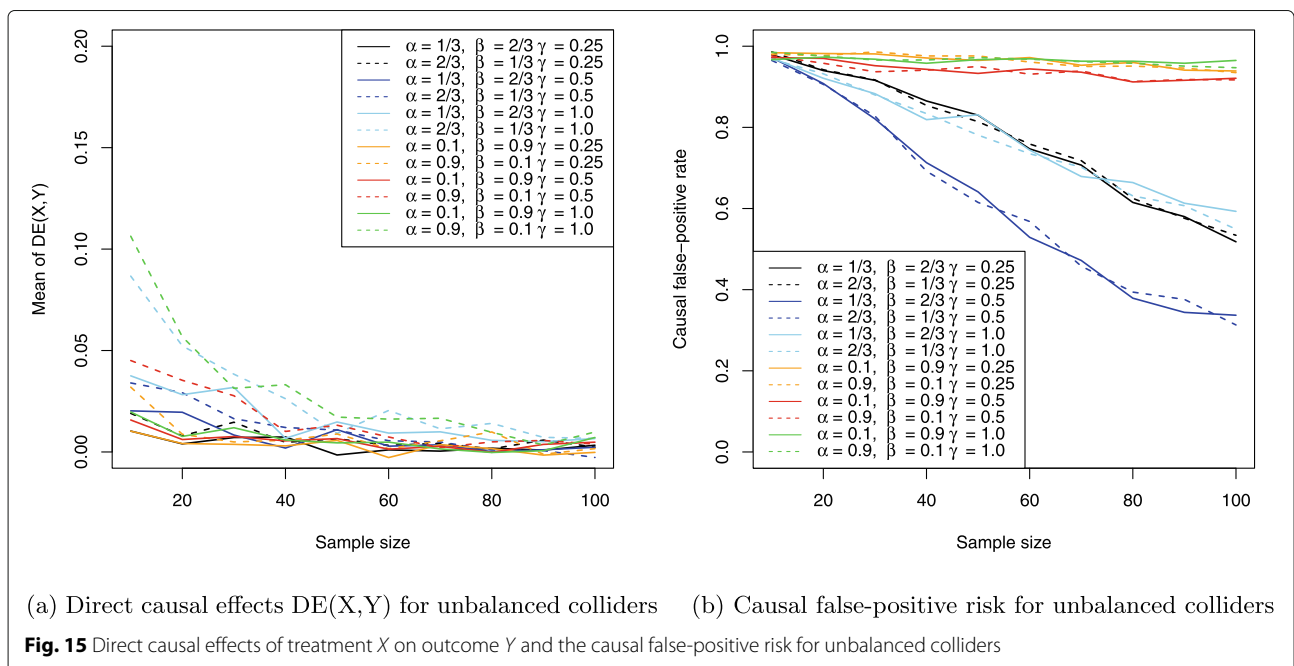 0.20
0.15
0.10
0.05
0.00
Mean of DE(X,Y)
20 40 60 80 100
Sample size
α = 1/3, β = 2/3 γ = 0.25
α = 2/3, β = 1/3 γ = 0.25
α = 1/3, β = 2/3 γ = 0.5
α = 2/3, β = 1/3 γ = 0.5
α = 1/3, β = 2/3 γ = 1.0
α = 2/3, β = 1/3 γ = 1.0
α = 0.1, β = 0.9 γ = 0.25
α = 0.9, β = 0.1 γ = 0.25
α = 0.1, β = 0.9 γ = 0.5
α = 0.9, β = 0.1 γ = 0.5
α = 0.1, β = 0.9 γ = 1.0
α = 0.9, β = 0.1 γ = 1.0
(a) Direct causal effects DE(X,Y) for unbalanced colliders
1.0
0.8
0.6
0.4
0.2
0.0
Causal false−positive rate
20 40 60 80 100
Sample size
α = 1/3, β = 2/3 γ = 0.25
α = 2/3, β = 1/3 γ = 0.25
α = 1/3, β = 2/3 γ = 0.5
α = 2/3, β = 1/3 γ = 0.5
α = 1/3, β = 2/3 γ = 1.0
α = 2/3, β = 1/3 γ = 1.0
α = 0.1, β = 0.9 γ = 0.25
α = 0.9, β = 0.1 γ = 0.25
α = 0.1, β = 0.9 γ = 0.5
α = 0.9, β = 0.1 γ = 0.5
α = 0.1, β = 0.9 γ = 1.0
α = 0.9, β = 0.1 γ = 1.0
(b) Causal false-positive risk for unbalanced colliders
Fig. 15 Direct causal effects of treatment X on outcome Y and the causal false-positive risk for unbalanced colliders